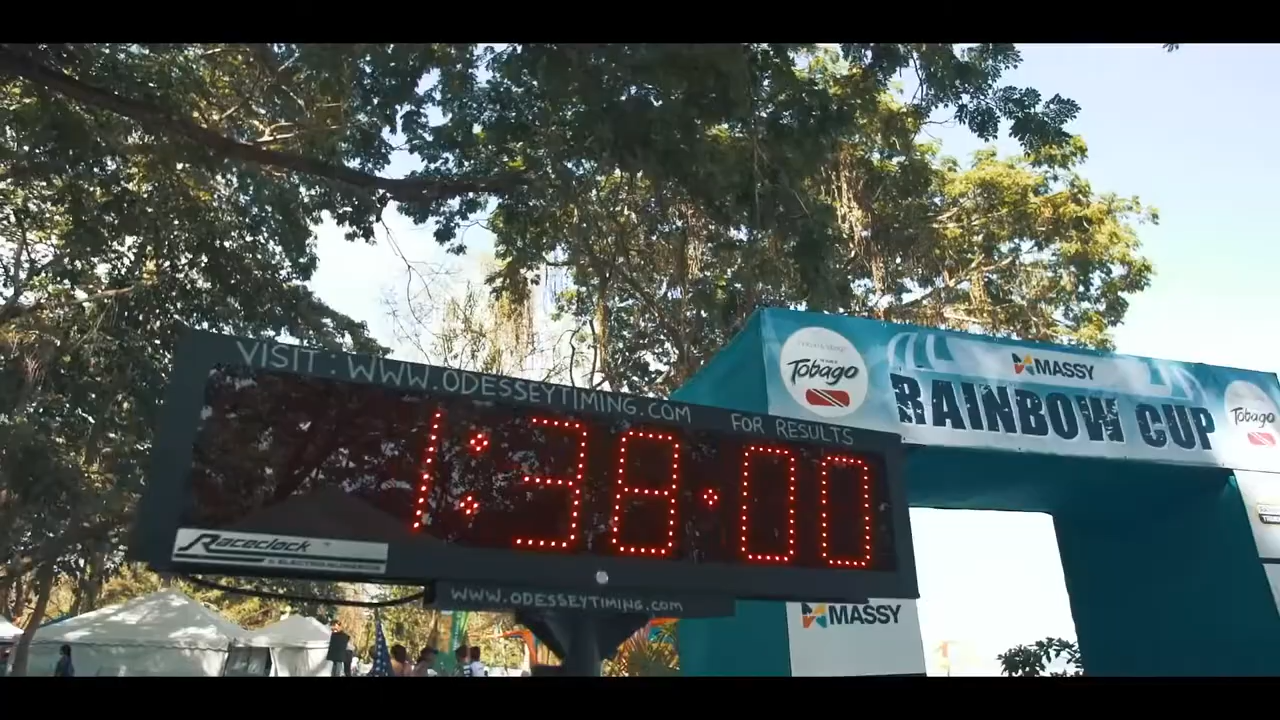 VISIT: WWW.ODESSEYTIMING.COM FOR RESULTS
1:38:00
Raceclock
WWW.ODESSEYTIMING.COM
Tobago
MASSY
RAINBOW CUP
Tobago
MASSY